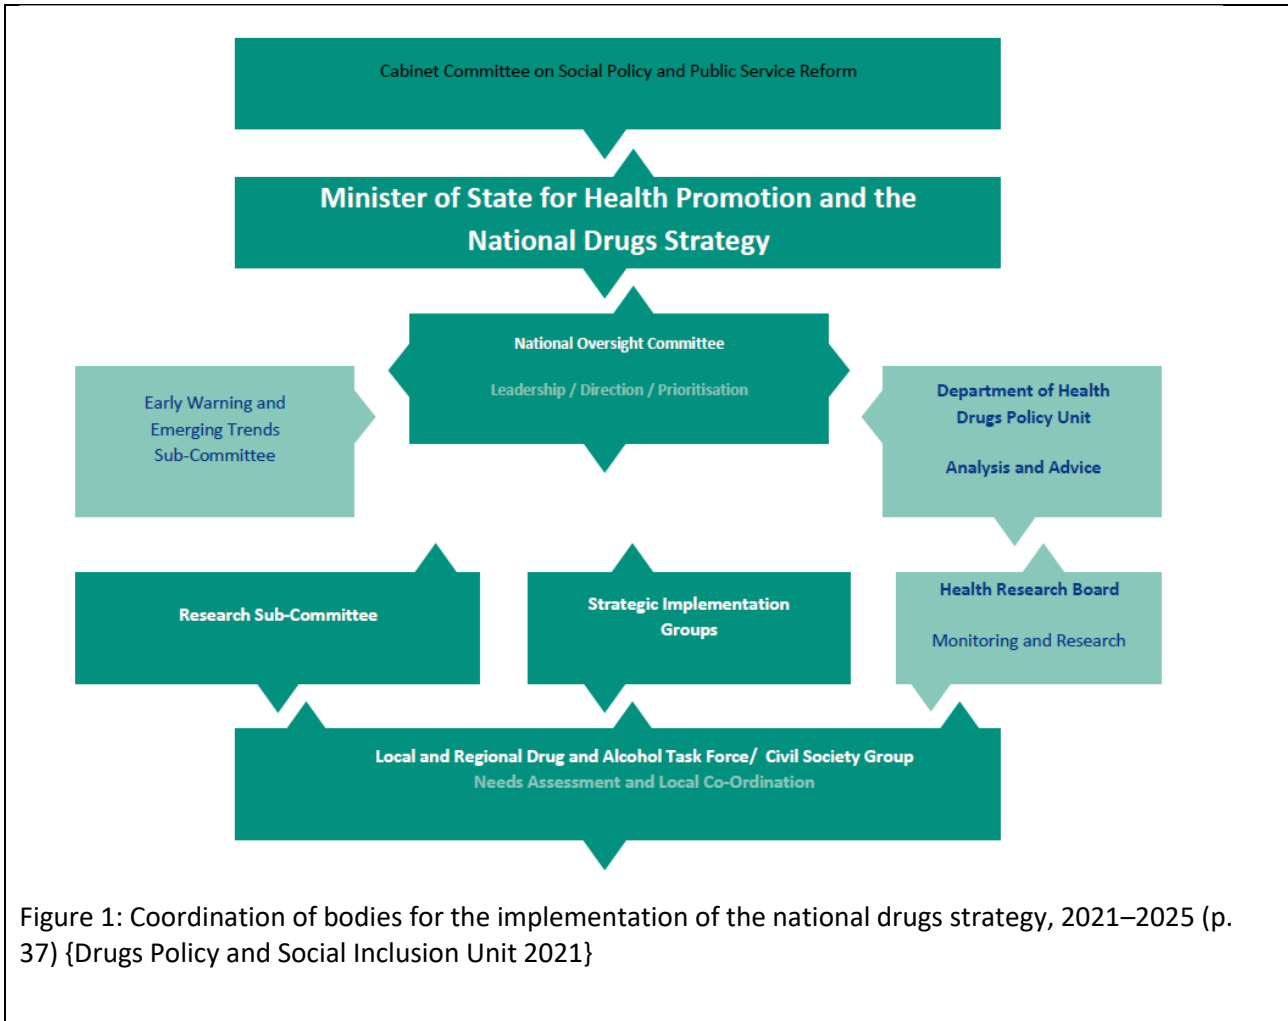 Cabinet Committee on Social Policy and Public Service Reform
Minister of State for Health Promotion and the
National Drugs Strategy
National Oversight Committee
Leadership / Direction / Prioritisation
Early Warning and
Emerging Trends
Sub-Committee
Department of Health
Drugs Policy Unit
Analysis and Advice
Research Sub-Committee
Strategic Implementation
Groups
Health Research Board
Monitoring and Research
Local and Regional Drug and Alcohol Task Force/ Civil Society Group
Needs Assessment and Local Co-Ordination
Figure 1: Coordination of bodies for the implementation of the national drugs strategy, 2021–2025 (p.
37) {Drugs Policy and Social Inclusion Unit 2021}